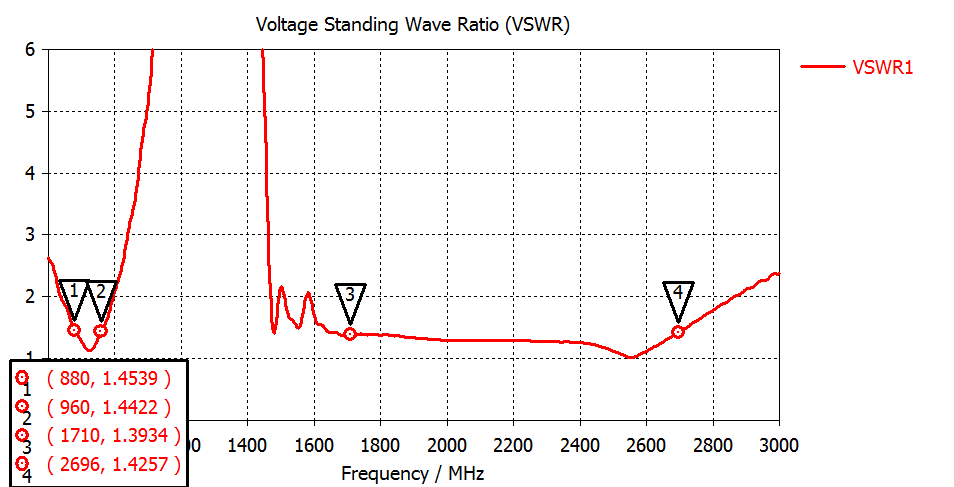 Voltage Standing Wave Ratio (VSWR)
VSWR1
6
5
4
3
2
1
1
2
3
4
1 ( 880, 1.4539 )
2 ( 960, 1.4422 )
3 ( 1710, 1.3934 )
4 ( 2696, 1.4257 )
1400 1600 1800 2000 2200 2400 2600 2800 3000
Frequency / MHz